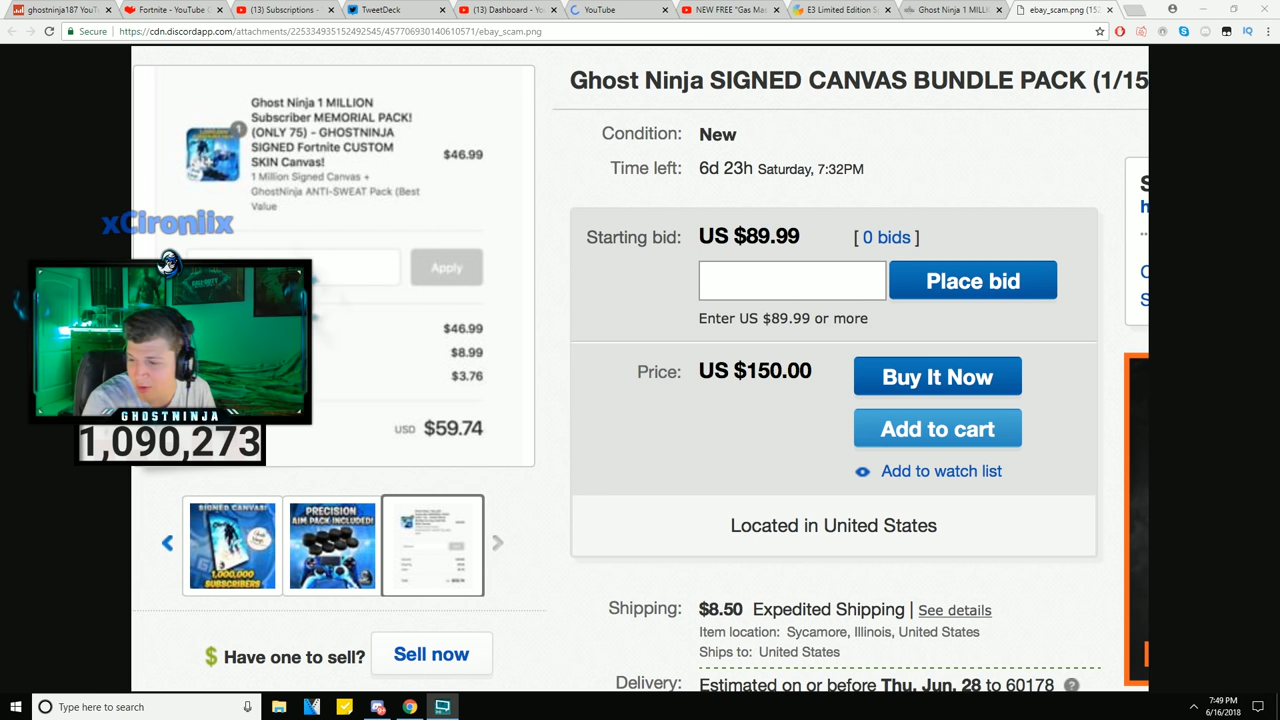 ghostninja187 YouTu
Fortnite - YouTube G
(13) Subscriptions -
TweetDeck
(13) Dashboard - Yo
YouTube
NEW FREE "Gas Mas
E3 Limited Edition S
Ghost Ninja 1 MILLI
ebay_scam.png (15
Secure | https://cdn.discordapp.com/attachments/225334935152492545/457706930140610571/ebay_scam.png
Ghost Ninja 1 MILLION
Subscriber MEMORIAL PACK!
(ONLY 75) - GHOSTNINJA
SIGNED Fortnite CUSTOM
SKIN Canvas!
1 Million Signed Canvas +
GhostNinja ANTI-SWEAT Pack (Best
Value
1
$46.99
xCironiix
Apply
$46.99
$8.99
$3.76
USD $59.74
GHOSTNINJA
1,090,273
SIGNED CANVAS!
1,000,000
SUBSCRIBERS
PRECISION
AIM PACK INCLUDED!
Have one to sell? Sell now
Ghost Ninja SIGNED CANVAS BUNDLE PACK (1/15
Condition: New
Time left: 6d 23h Saturday, 7:32PM
Starting bid: US $89.99 [ 0 bids ]
Place bid
Enter US $89.99 or more
Price: US $150.00 Buy It Now
Add to cart
Add to watch list
Located in United States
Shipping: $8.50 Expedited Shipping | See details
Item location: Sycamore, Illinois, United States
Ships to: United States
Delivery: Estimated on or before Thu. Jun. 28 to 60178
Type here to search
7:49 PM
6/16/2018